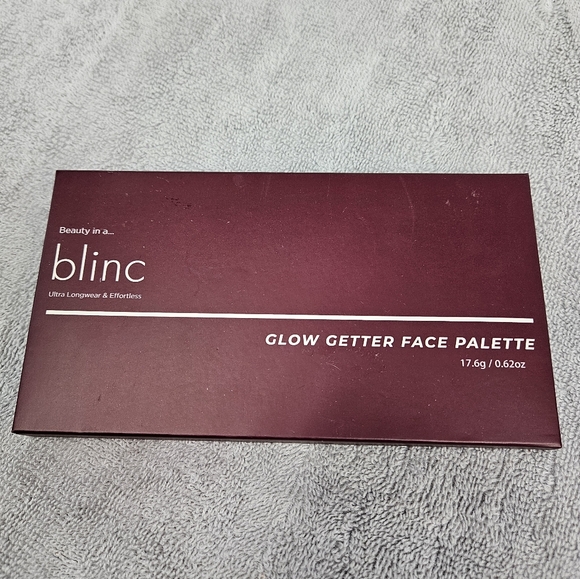 Beauty in a...
blinc
Ultra Longwear & Effortless
GLOW GETTER FACE PALETTE
17.6g / 0.62oz